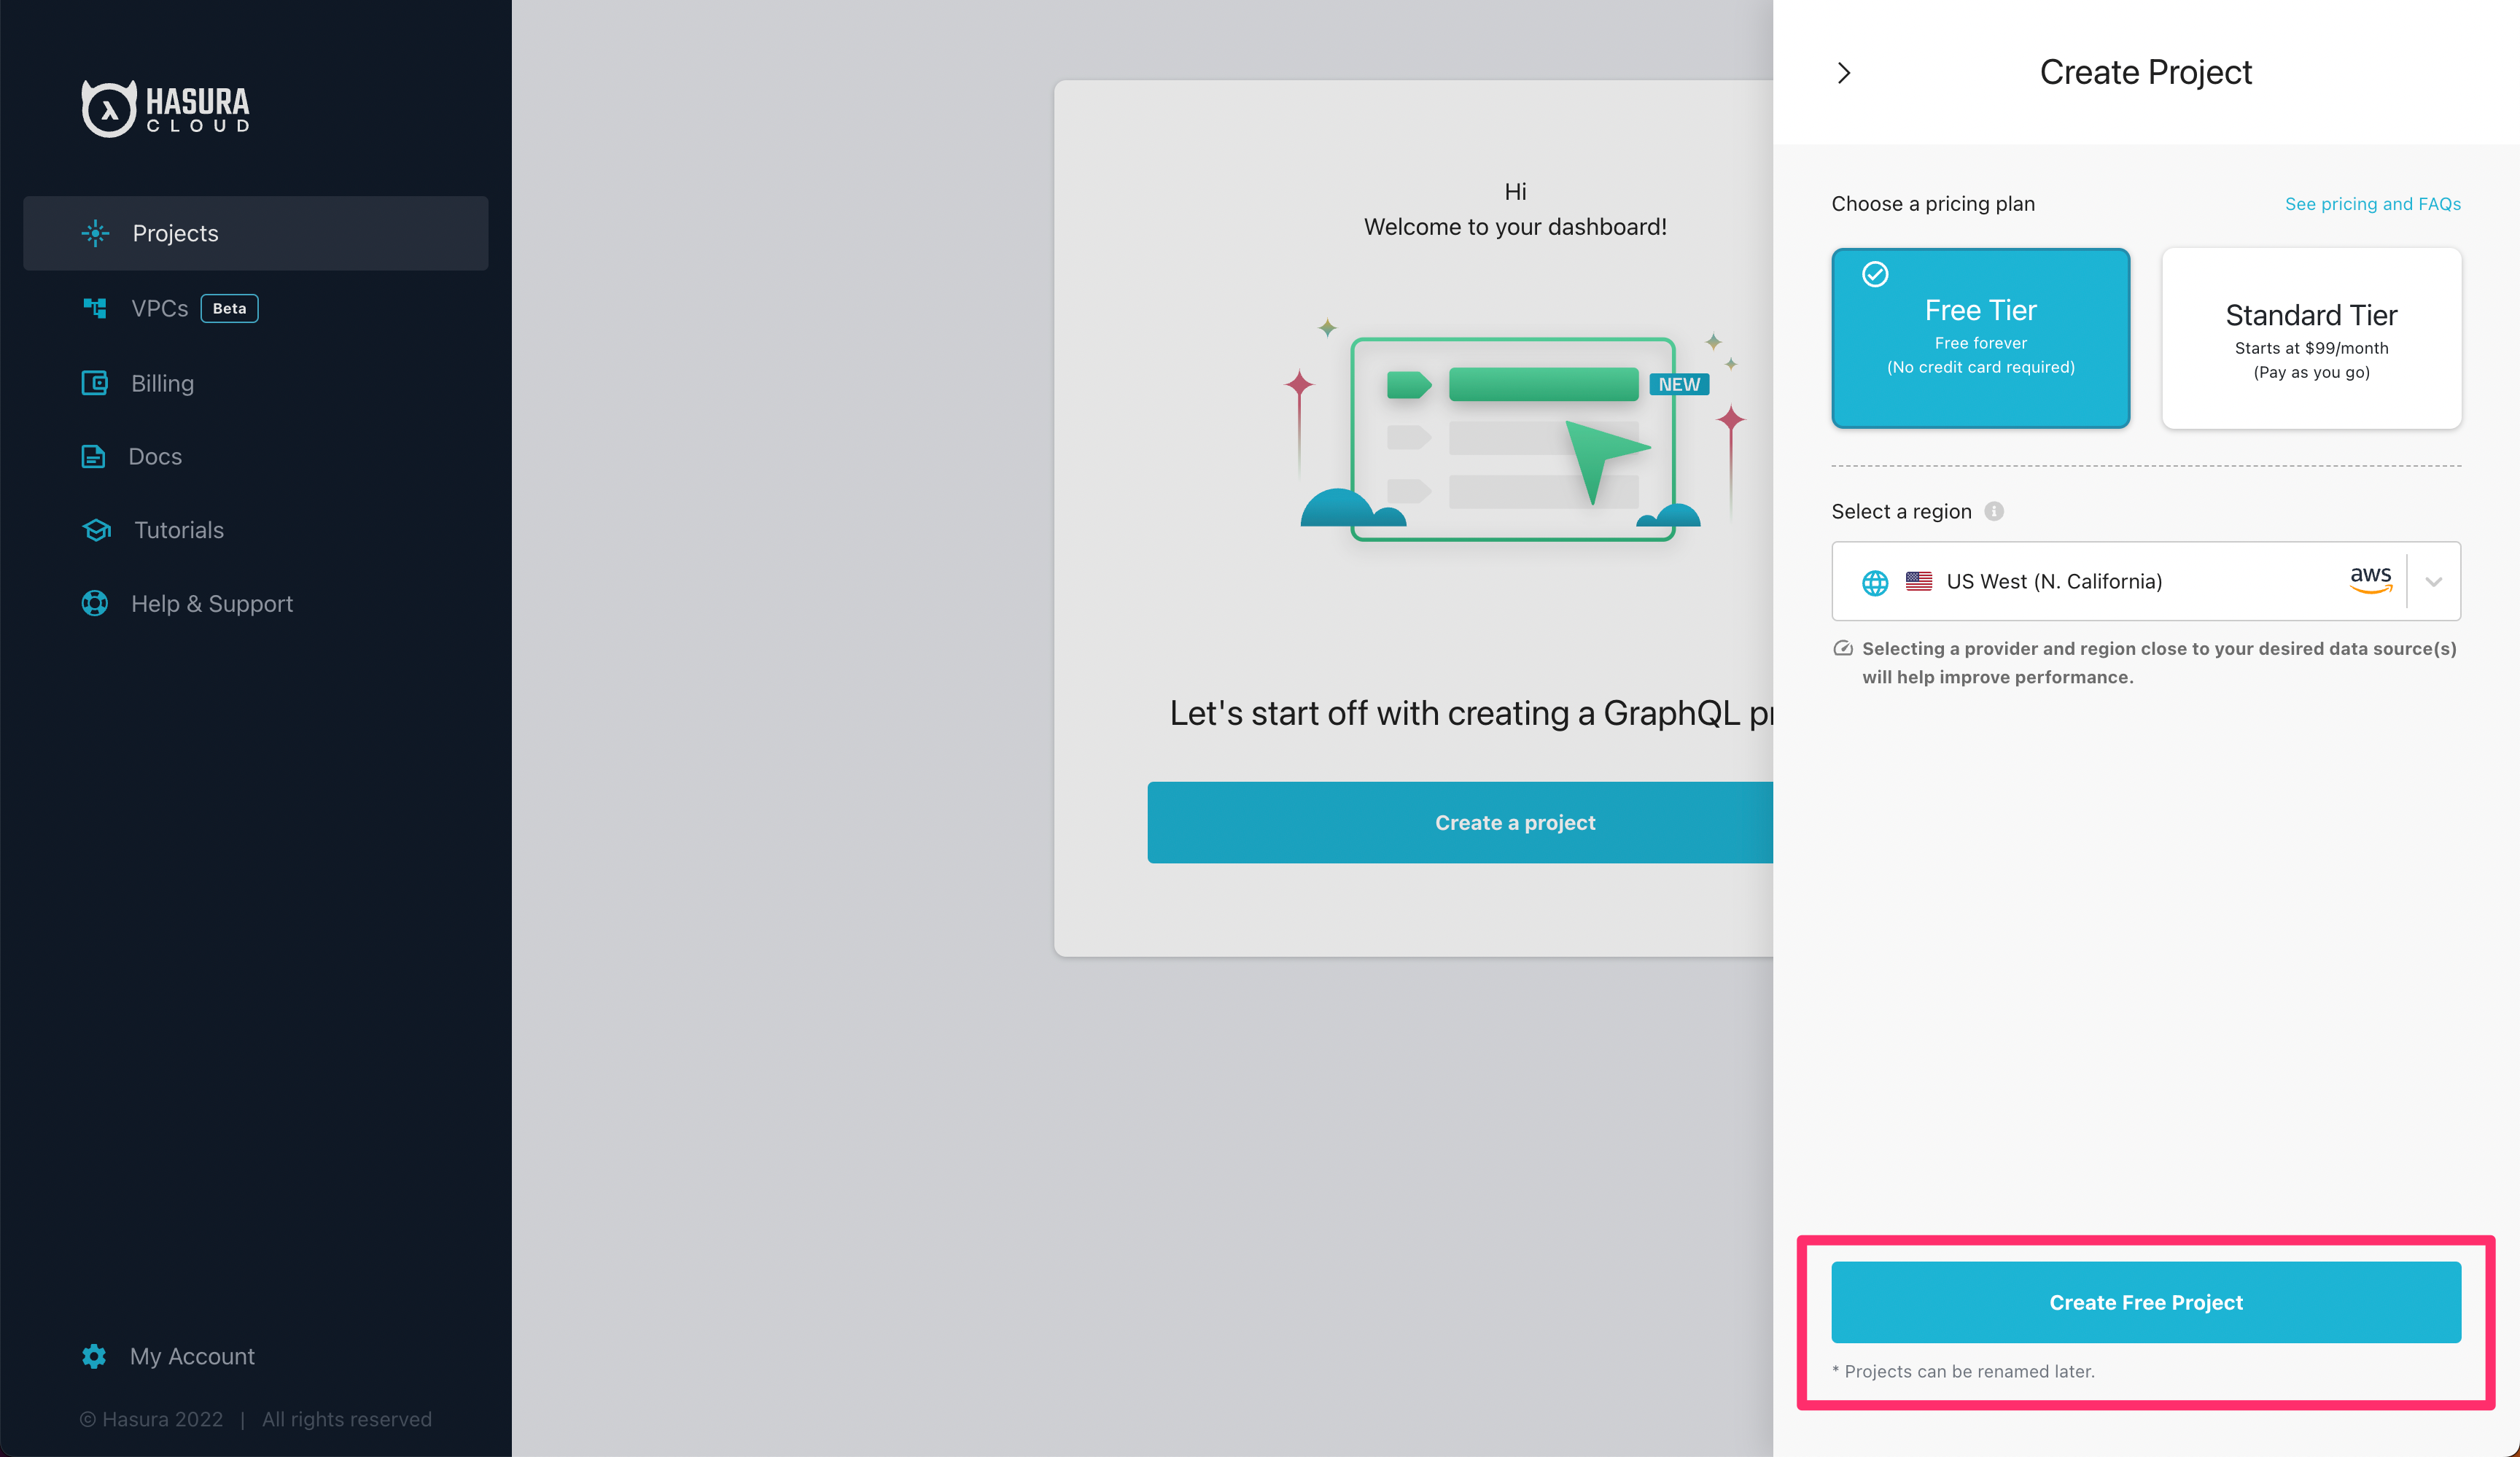 HASURA
CLOUD
Projects
VPCs Beta
Billing
Docs
Tutorials
Help & Support
My Account
© Hasura 2022 | All rights reserved
Hi
Welcome to your dashboard!
NEW
Let's start off with creating a GraphQL pr
Create a project
Create Project
Choose a pricing plan
See pricing and FAQs
Free Tier
Free forever
(No credit card required)
Standard Tier
Starts at $99/month
(Pay as you go)
Select a region
US West (N. California)
aws
Selecting a provider and region close to your desired data source(s)
will help improve performance.
Create Free Project
* Projects can be renamed later.